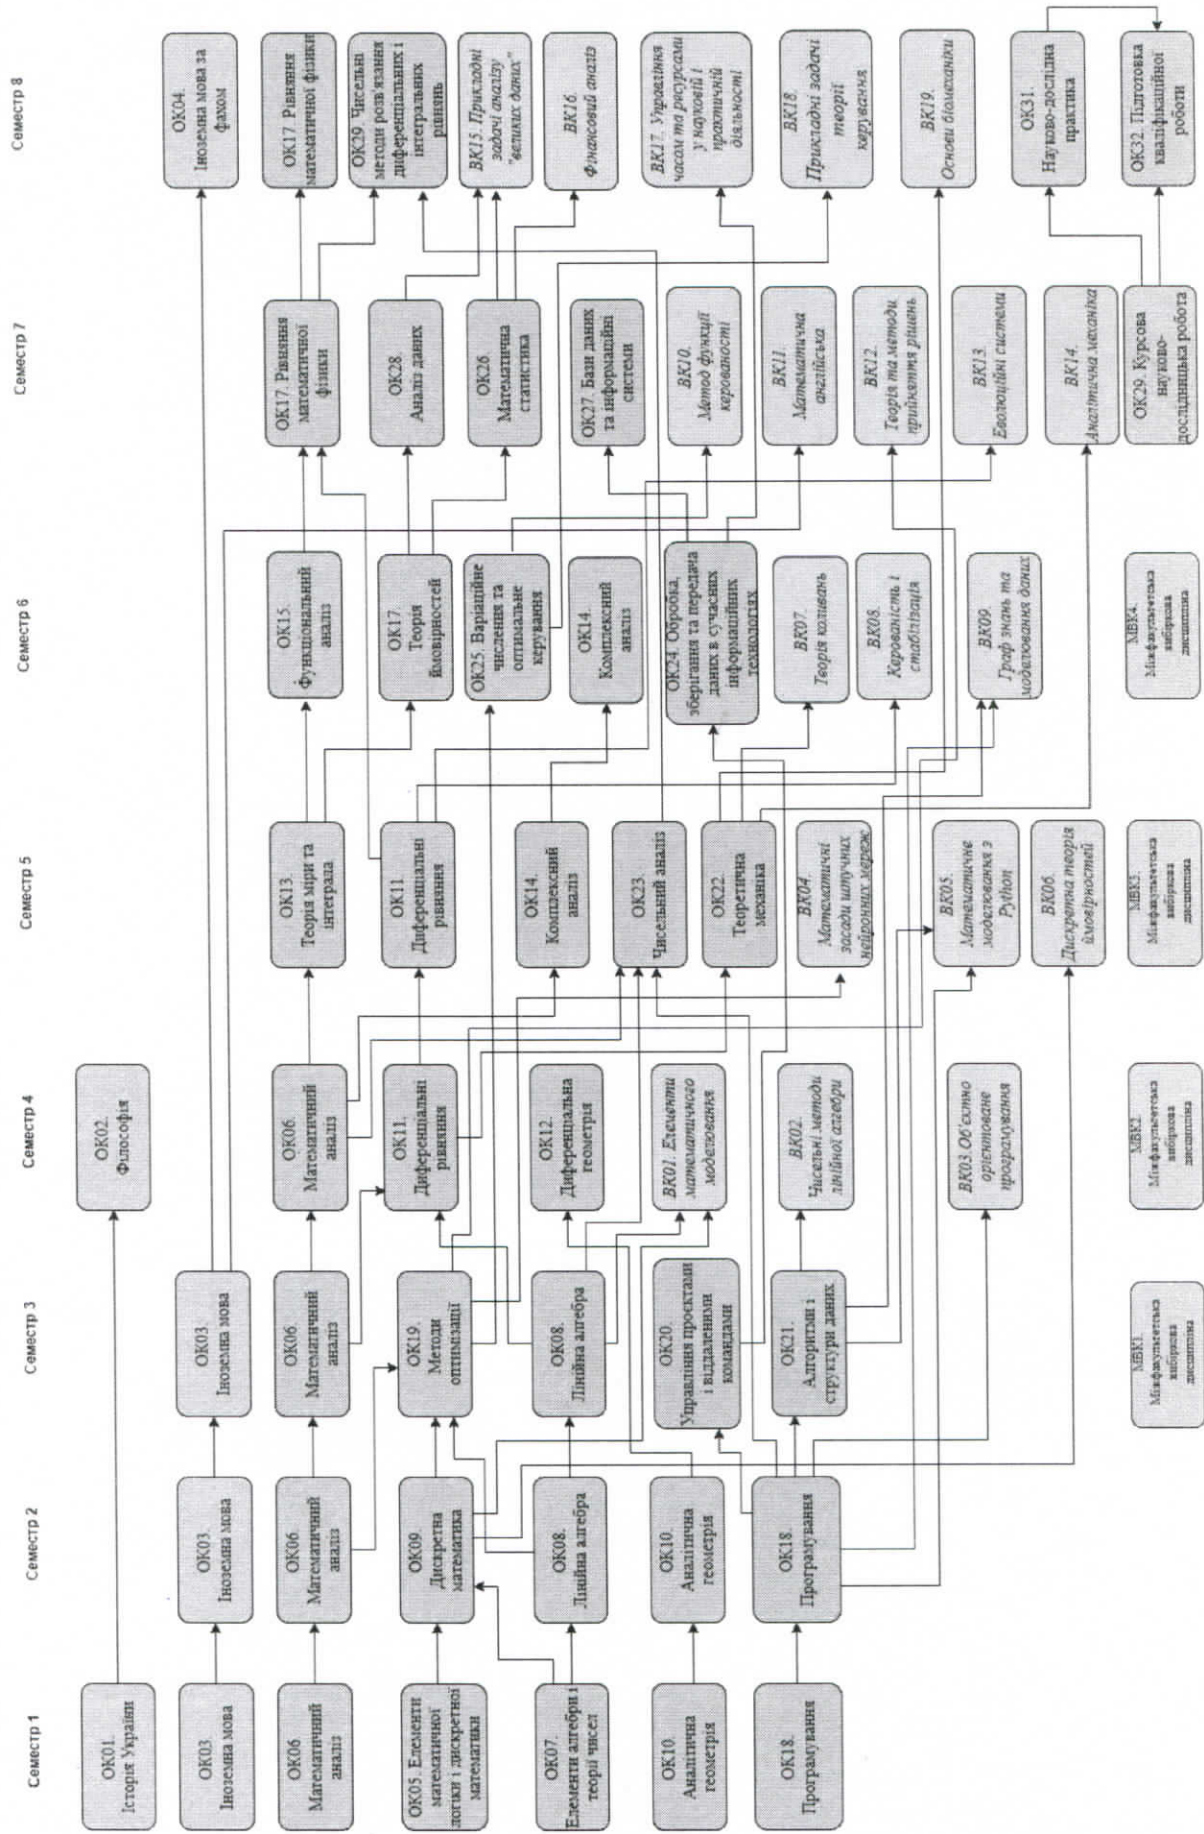 Семестр 1
ОК01.
Історія України
ОК03.
Іноземна мова
ОК06
Математичний
аналіз
ОК05. Елементи
математичної
логіки і дискретної
математики
ОК07.
Елементи алгебри і
теорії чисел
ОК10.
Аналітична
геометрія
ОК18.
Програмування
Семестр 2
ОК03.
Іноземна мова
ОК06.
Математичний
аналіз
ОК09.
Дискретна
математика
ОК08.
Лінійна алгебра
ОК10.
Аналітична
геометрія
ОК18.
Програмування
Семестр 3
ОК03.
Іноземна мова
ОК06.
Математичний
аналіз
ОК19.
Методи
оптимізації
ОК08.
Лінійна алгебра
ОК20.
Управління проєктами
і віддаленими
командами
ОК21.
Алгоритми і
структури даних
МВК1.
Міжфакультетська
вибіркова
дисципліна
Семестр 4
ОК02.
Філософія
ОК06
Математичний
аналіз
ОК11.
Диференціальні
рівняння
ОК12.
Диференціальна
геометрія
ВК01. Елементи
математичного
моделювання
ВК02.
Чисельні методи
лінійної алгебри
ВК03.Об'єктно
орієнтоване
програмування
МВК2.
Міжфакультетська
вибіркова
дисципліна
Семестр 5
ОК13.
Теорія міри та
інтеграла
ОК11
Диференціальні
рівняння
ОК14.
Комплексний
аналіз
ОК23.
Чисельний аналіз
ОК22.
Теоретична
механіка
ВК04.
Математичні
засади штучних
нейронних мереж
ВК05.
Математичне
моделювання з
Python
ВК06.
Дискретна теорія
ймовірностей
МВК3.
Міжфакультетська
вибіркова
дисципліна
Семестр 6
ОК15.
Функціональний
аналіз
ОК17.
Теорія
ймовірностей
ОК25. Варіаційне
числення та
оптимальне
керування
ОК14.
Комплексний
аналіз
ОК24. Обробка,
зберігання та передача
даних в сучасних
інформаційних
технологіях
ВК07.
Теорія коливань
ВК08.
Керованість і
стабілізація
ВК09.
Граф знань та
моделювання даних
МВК4.
Міжфакультетська
вибіркова
дисципліна
Семестр 7
ОК17. Рівняння
математичної
фізики
ОК28.
Аналіз даних
ОК26
Математична
статистика
ОК27. Бази даних
та інформаційні
системи
ВК10.
Метод функції
керованості
ВК11.
Математична
англійська
ВК12.
Теорія та методи
прийняття рішень
ВК13.
Еволюційні системи
ВК14.
Аналітична механіка
ОК29. Курсова
науково-
дослідницька робота
Семестр 8
ОК04.
Іноземна мова за
фахом
ОК17. Рівняння
математичної фізики
ОК29. Чисельні
методи розв'язання
диференціальних і
інтегральних
рівнянь
ВК15. Прикладні
задачі аналізу
"великих даних"
ВК16.
Фінансовий аналіз
ВК17. Управління
часом та ресурсами
у науковій і
практичній
діяльності
ВК18.
Прикладні задачі
теорії
керування
ВК19.
Основи біомеханіки
ОК31.
Науково-дослідна
практика
ОК32. Підготовка
кваліфікаційної
роботи